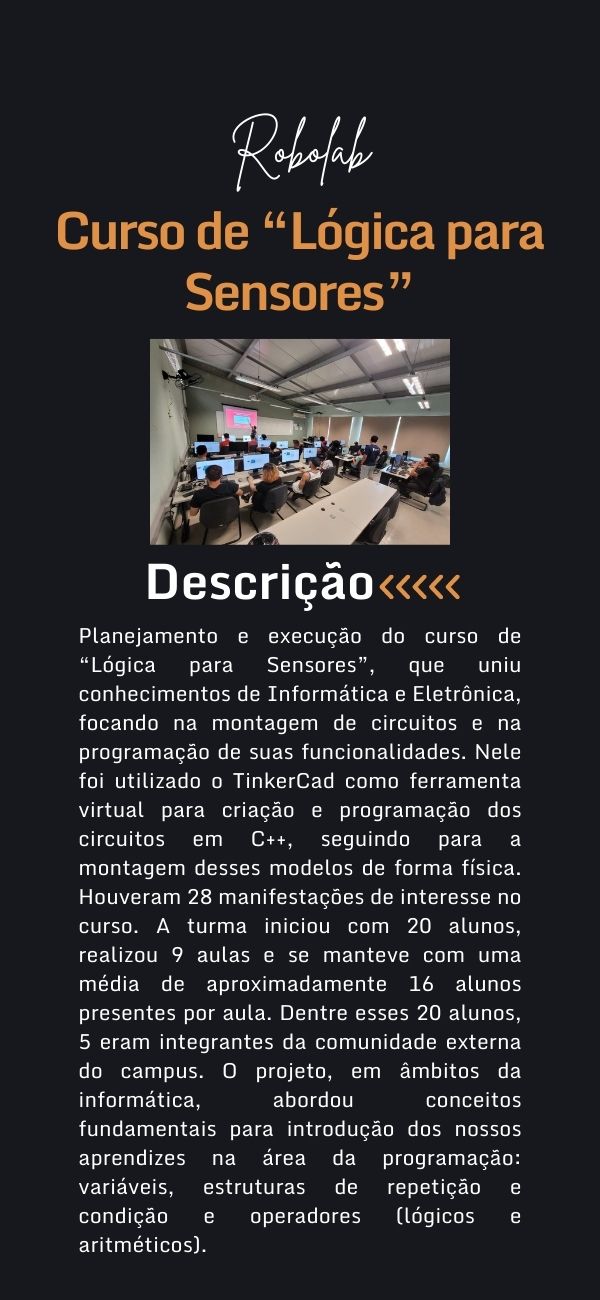 Robolab
Curso de “Lógica para
Sensores”
Descrição
Planejamento e execução do curso de
“Lógica para Sensores”, que uniu
conhecimentos de Informática e Eletrônica,
focando na montagem de circuitos e na
programação de suas funcionalidades. Nele
foi utilizado o TinkerCad como ferramenta
virtual para criação e programação dos
circuitos em C++, seguindo para a
montagem desses modelos de forma física.
Houveram 28 manifestações de interesse no
curso. A turma iniciou com 20 alunos,
realizou 9 aulas e se manteve com uma
média de aproximadamente 16 alunos
presentes por aula. Dentre esses 20 alunos,
5 eram integrantes da comunidade externa
do campus. O projeto, em âmbitos da
informática, abordou conceitos
fundamentais para introdução dos nossos
aprendizes na área da programação:
variáveis, estruturas de repetição e
condição e operadores (lógicos e
aritméticos).